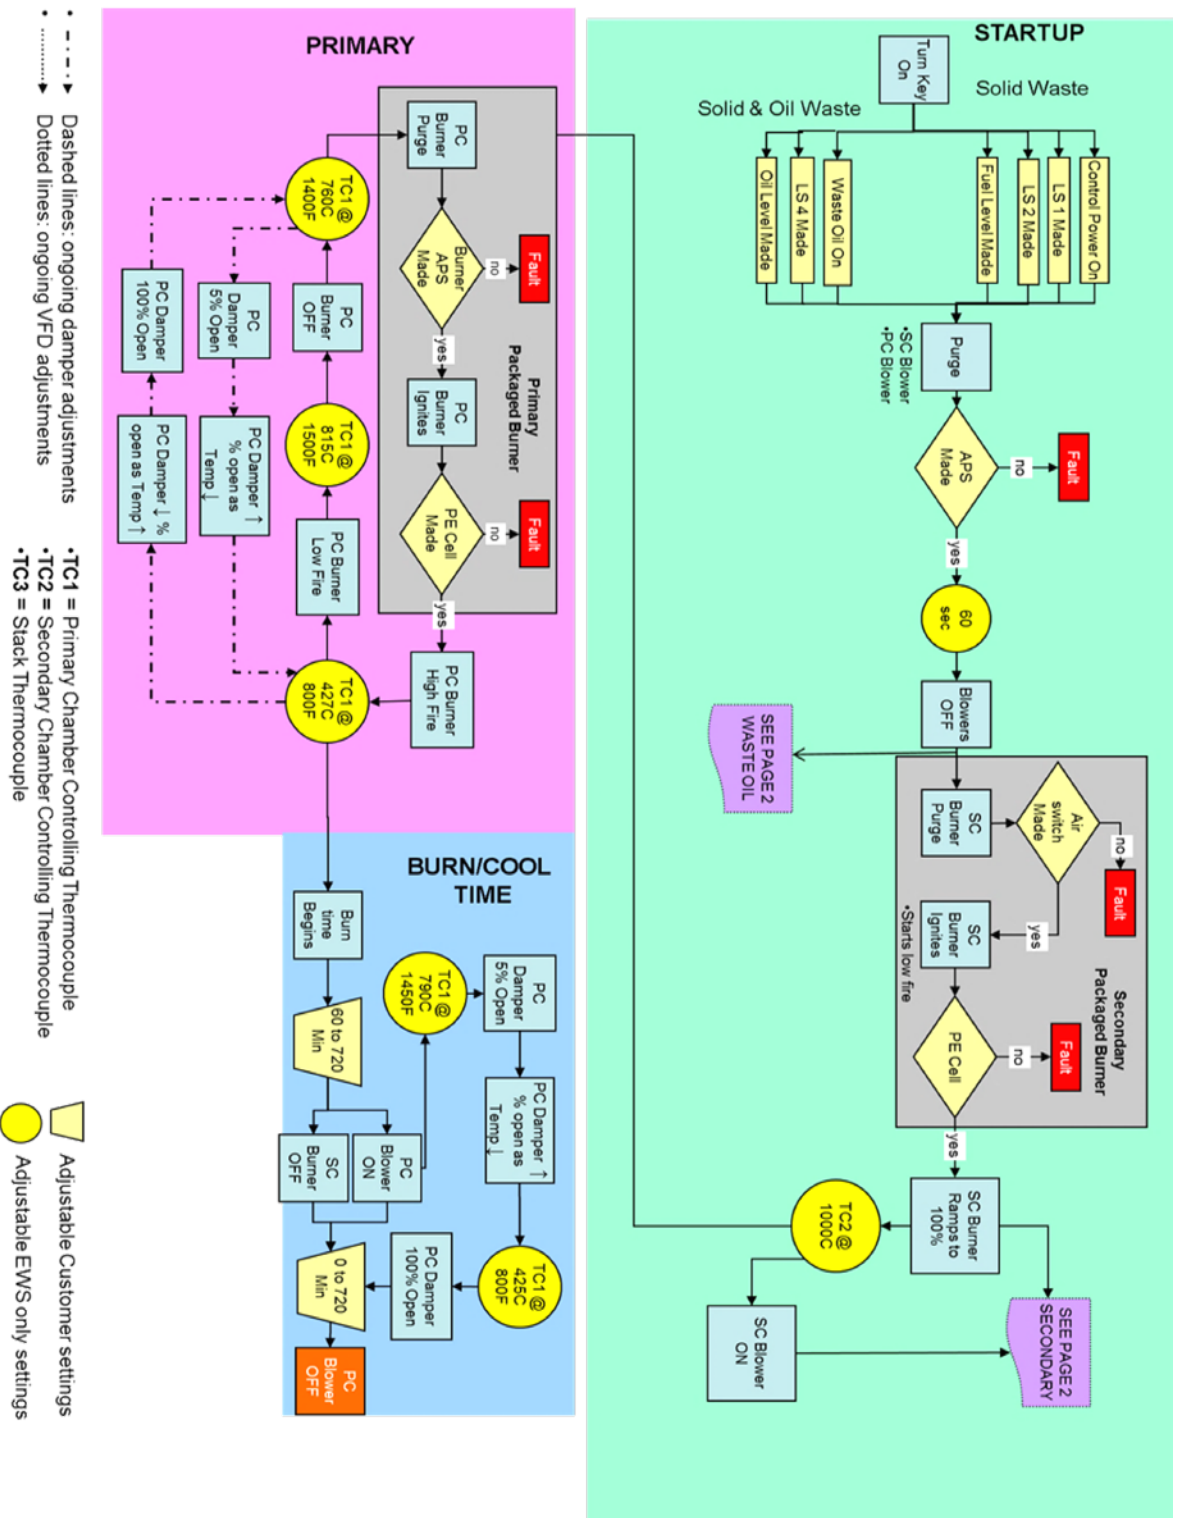 STARTUP
Solid Waste
Solid & Oil Waste
Turn Key
On
Control Power On
LS 1 Made
LS 2 Made
Fuel Level Made
Waste Oil On
LS 4 Made
Oil Level Made
Purge
•SC Blower
•PC Blower
APS
Made
no
Fault
yes
60
sec
Blowers
OFF
SEE PAGE 2
WASTE OIL
Secondary
Packaged Burner
SC
Burner
Purge
Air
switch
Made
no
Fault
yes
SC
Burner
Ignites
•Starts low fire
PE Cell
no
Fault
yes
SC Burner
Ramps to
100%
TC2 @
1000C
SC Blower
ON
SEE PAGE 2
SECONDARY
PRIMARY
PC
Burner
Purge
Burner
APS
Made
no
Fault
yes
Primary
Packaged Burner
PC
Burner
Ignites
PE Cell
Made
no
Fault
yes
PC Burner
High Fire
TC1 @
427C
800F
PC Burner
Low Fire
TC1 @
815C
1500F
PC
Burner
OFF
TC1 @
760C
1400F
PC
Damper
5% Open
PC Damper ↑
% open as
Temp ↓
PC Damper ↓ %
open as Temp ↑
PC Damper
100% Open
BURN/COOL
TIME
Burn
time
Begins
60 to 720
Min
PC
Blower
ON
SC
Burner
OFF
TC1 @
790C
1450F
PC
Damper
5% Open
PC Damper ↑
% open as
Temp ↓
TC1 @
425C
800F
PC Damper
100% Open
0 to 720
Min
PC
Blower
OFF
• Dashed lines: ongoing damper adjustments
• Dotted lines: ongoing VFD adjustments
•TC1 = Primary Chamber Controlling Thermocouple
•TC2 = Secondary Chamber Controlling Thermocouple
•TC3 = Stack Thermocouple
Adjustable Customer settings
Adjustable EWS only settings